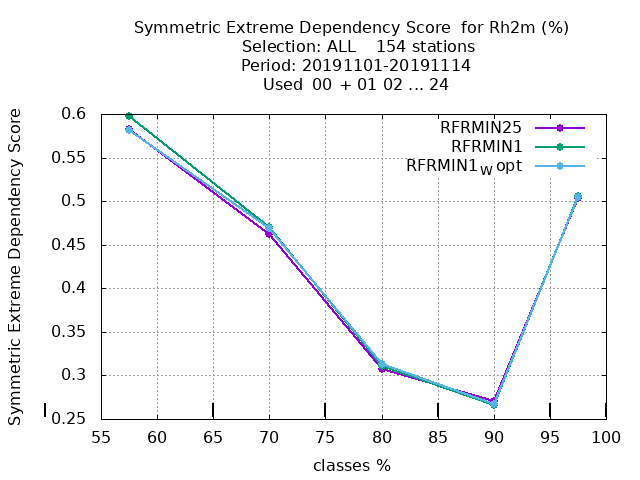 Symmetric Extreme Dependency Score for Rh2m (%)
Selection: ALL 154 stations
Period: 20191101-20191114
Used 00 + 01 02 ... 24
Symmetric Extreme Dependency Score
0.6
0.55
0.5
0.45
0.4
0.35
0.3
0.25
RFRMIN25
RFRMIN1
RFRMIN1W opt
55 60 65 70 75 80 85 90 95 100
classes %